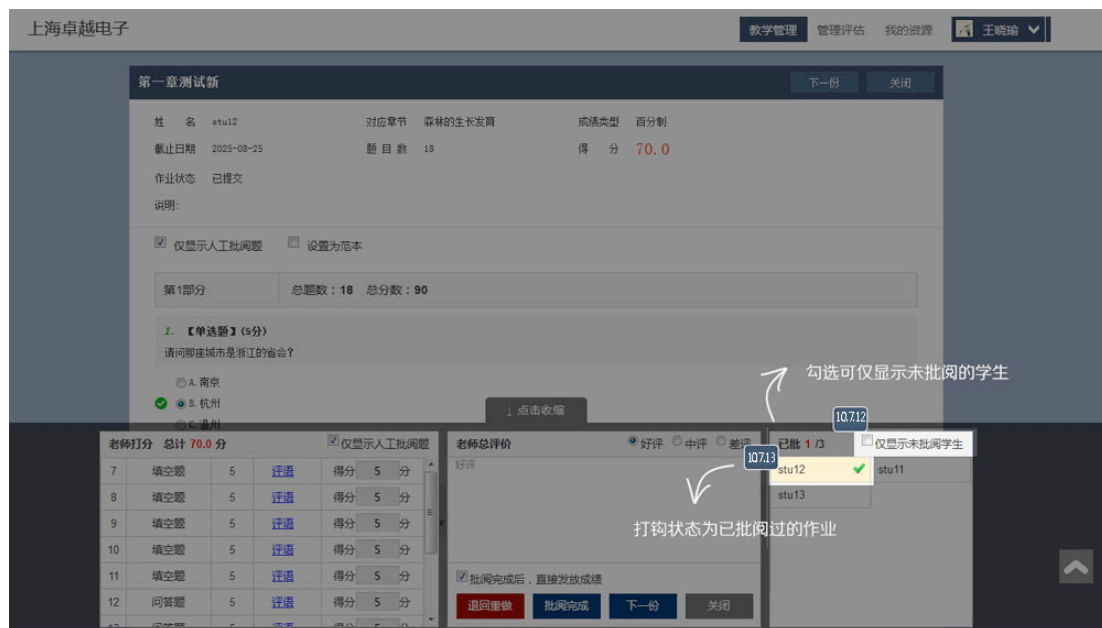 上海卓越电子
教学管理 管理评估 我的资源 王晓瑜
第一章测试新 下一份 关闭
姓 名 stu12 对应章节 森林的生长发育 成绩类型 百分制
截止日期 2025-08-25 题目数 18 得 分 70.0
作业状态 已提交
说明:
仅显示人工批阅题 设置为范本
第1部分 总题数：18 总分数：90
1. 【单选题】(5分)
请问那座城市是浙江的省会?
A. 南京
B. 杭州
C. 温州
勾选可仅显示未批阅的学生
↓点击收缩
10.7.12
老师打分 总计 70.0 分 仅显示人工批阅题 老师总评价 好评 中评 差评 已批 1 /3 仅显示未批阅学生
10.7.13
7 填空题 5 评语 得分 5 分 好评 stu12 stu11
8 填空题 5 评语 得分 5 分 stu13
9 填空题 5 评语 得分 5 分
打钩状态为已批阅过的作业
10 填空题 5 评语 得分 5 分
11 填空题 5 评语 得分 5 分 批阅完成后，直接发放成绩
12 问答题 5 评语 得分 5 分 退回重做 批阅完成 下一份 关闭